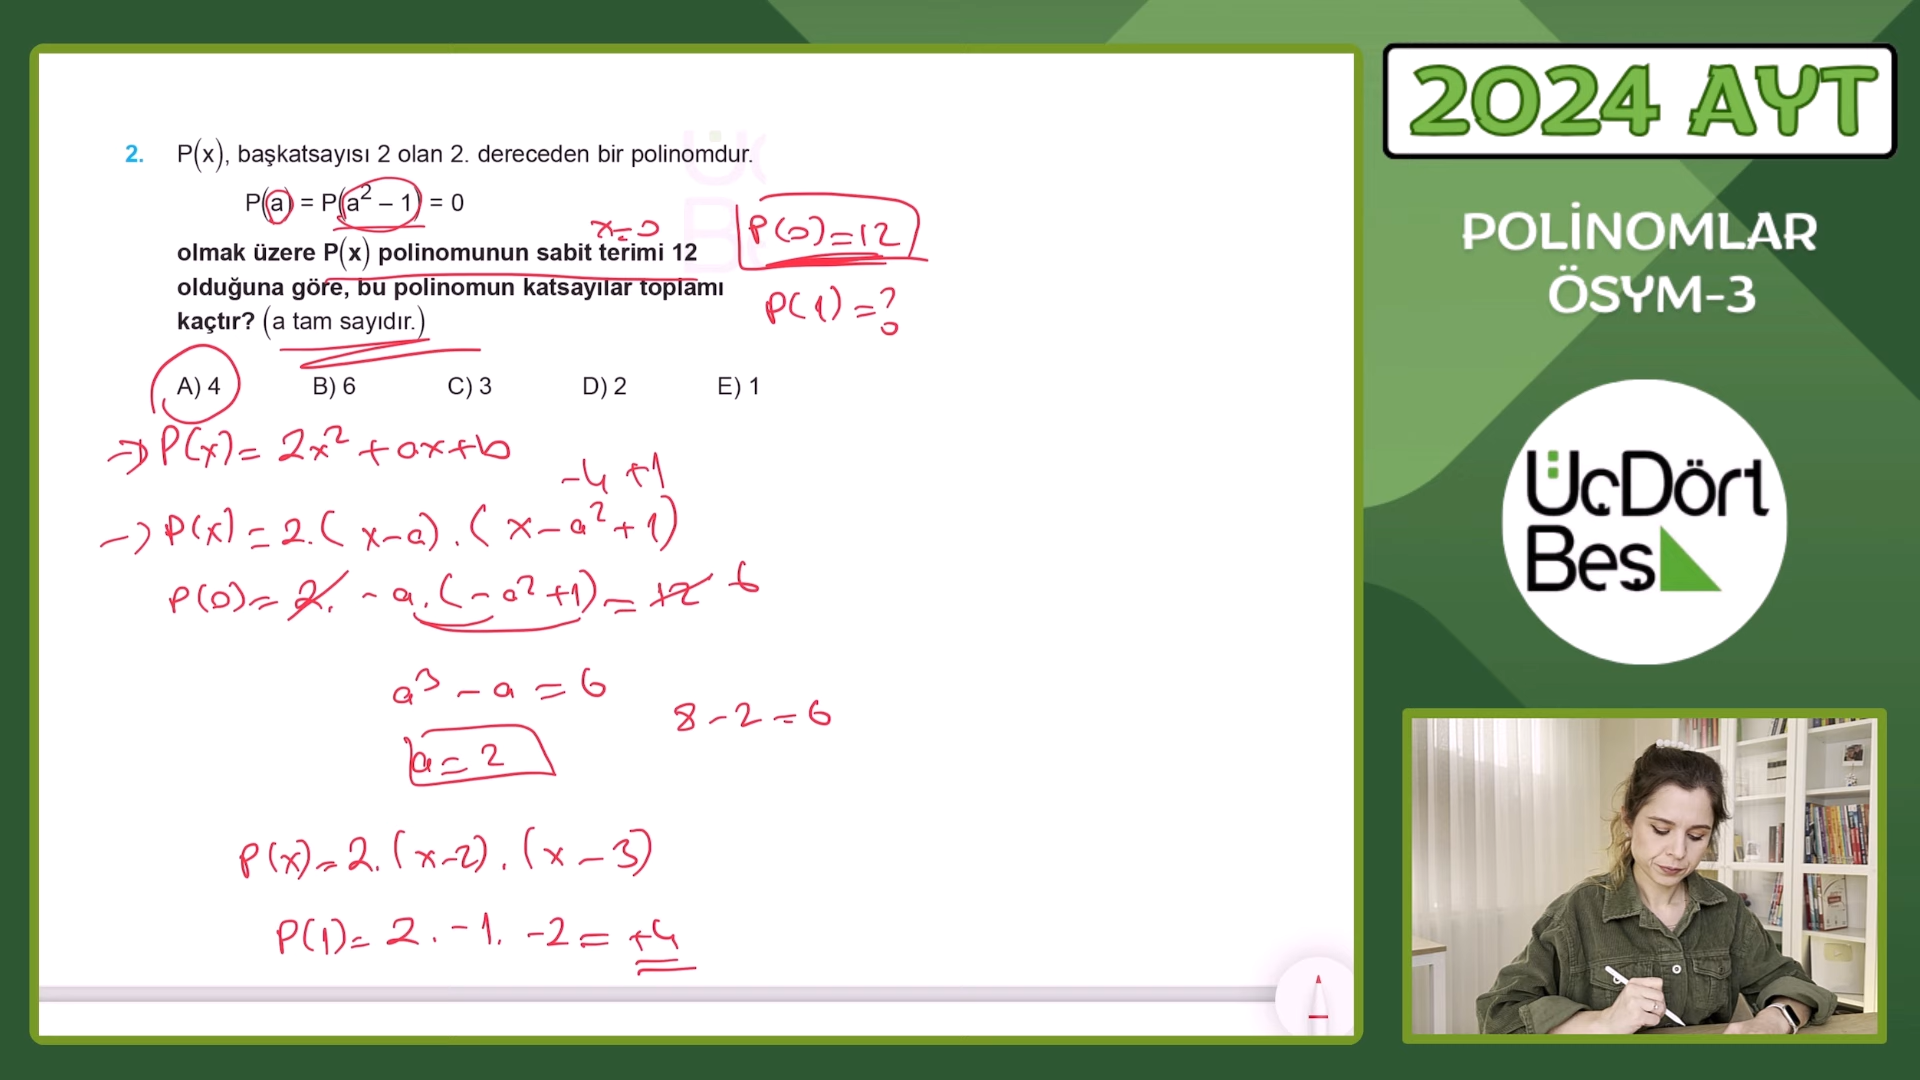 2. P(x), başkatsayısı 2 olan 2. dereceden bir polinomdur.
P(a) = P(a² – 1) = 0
x=0
olmak üzere P(x) polinomunun sabit terimi 12
olduğuna göre, bu polinomun katsayılar toplamı
kaçtır? (a tam sayıdır.)
P(0)=12
P(1)=?
A) 4 B) 6 C) 3 D) 2 E) 1
⇒ P(x)= 2x² + ax+b
-4 +1
→ P(x) = 2.( x-a) . ( x-a²+1)
P(0)= 2. -a.(-a²+1) = 12 6
a³ - a = 6
8-2=6
a=2
P(x)=2.(x-2).(x-3)
P(1)= 2 . -1 . -2 = +4
2024 AYT
POLİNOMLAR
ÖSYM-3
ÜçDört
Beş